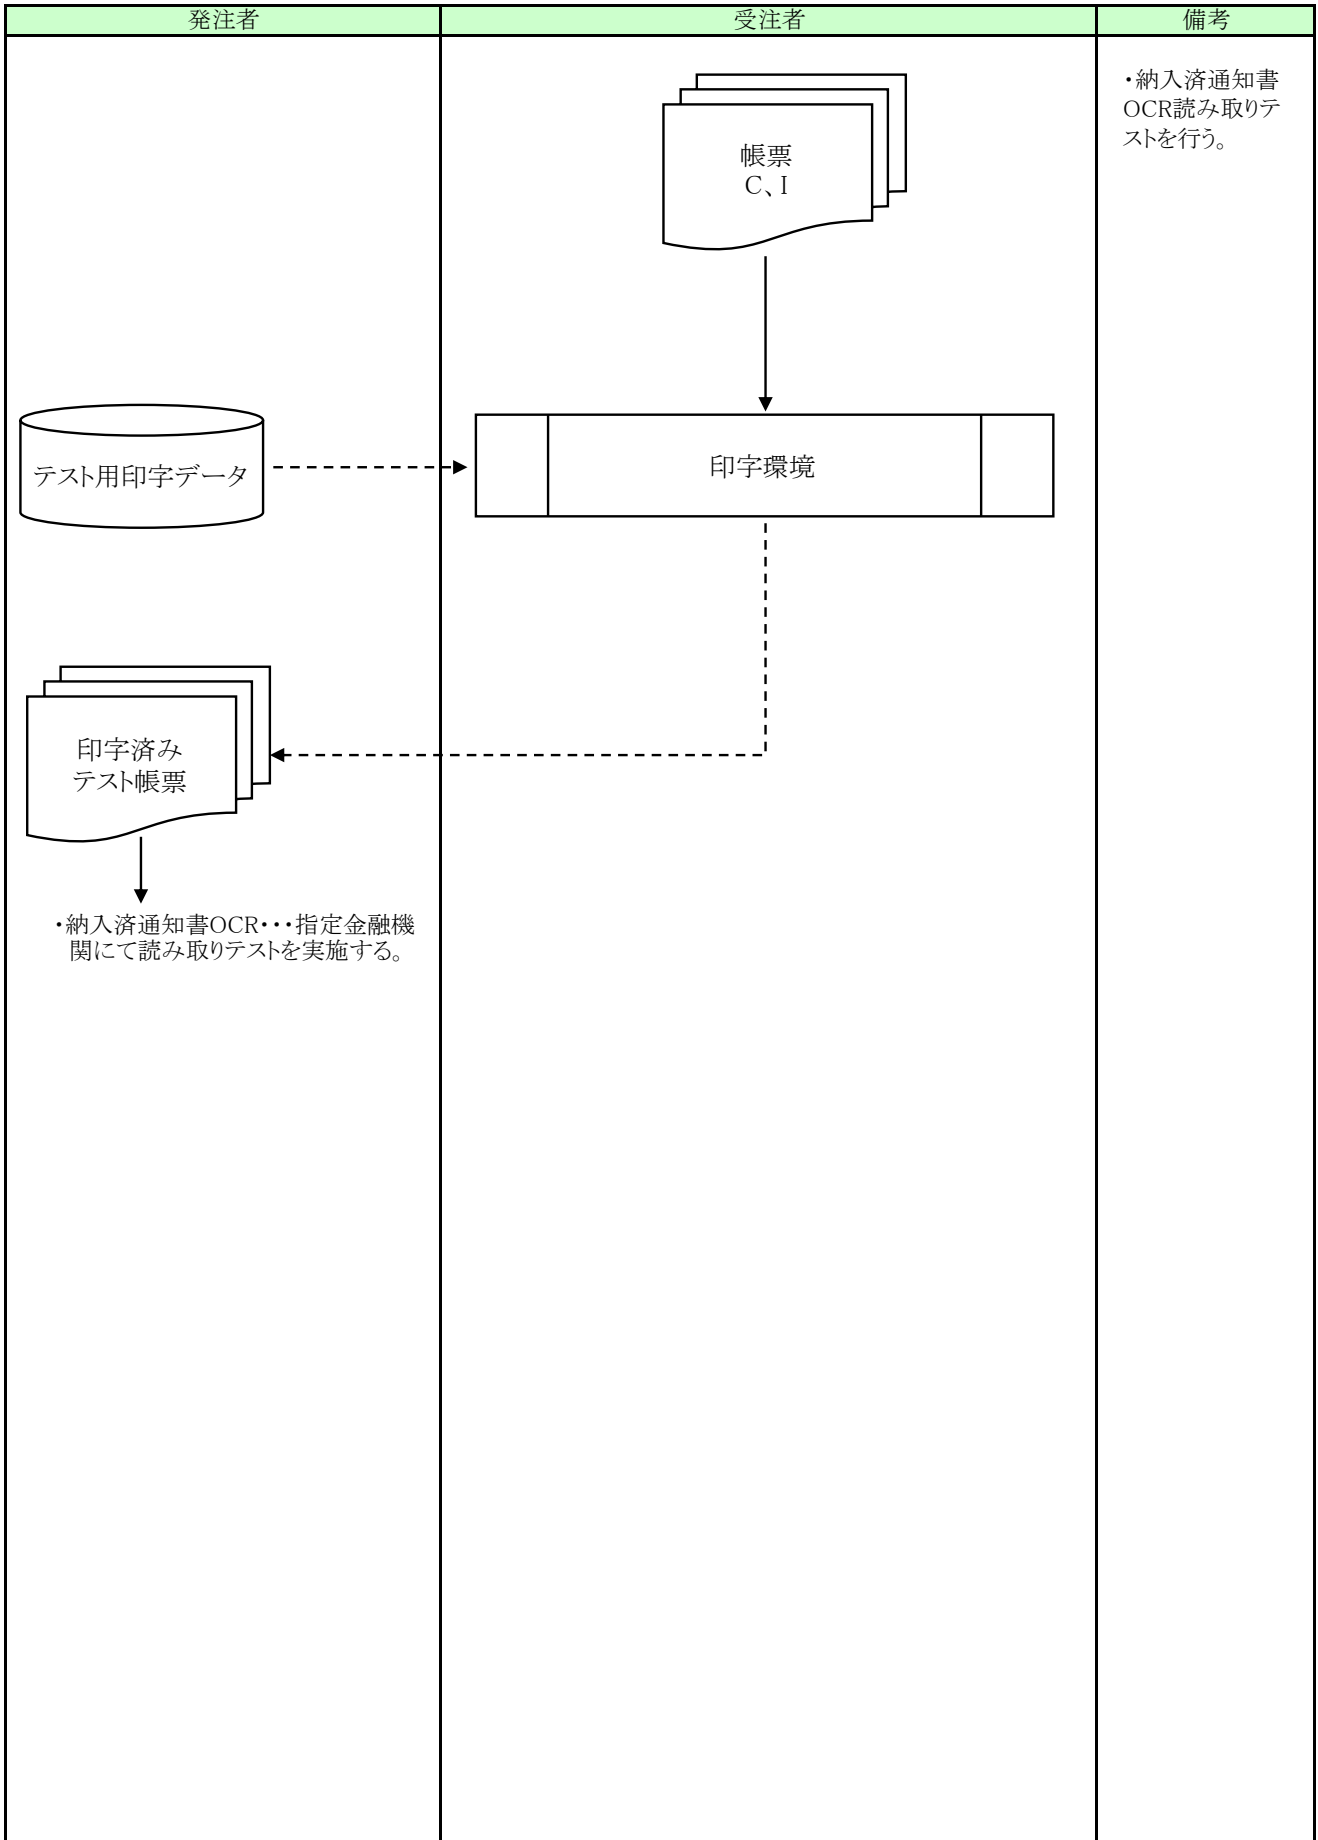 発注者
受注者
備考
・納入済通知書
OCR読み取りテ
ストを行う。
帳票
C、I
テスト用印字データ
印字環境
印字済み
テスト帳票
・納入済通知書OCR・・・指定金融機
関にて読み取りテストを実施する。